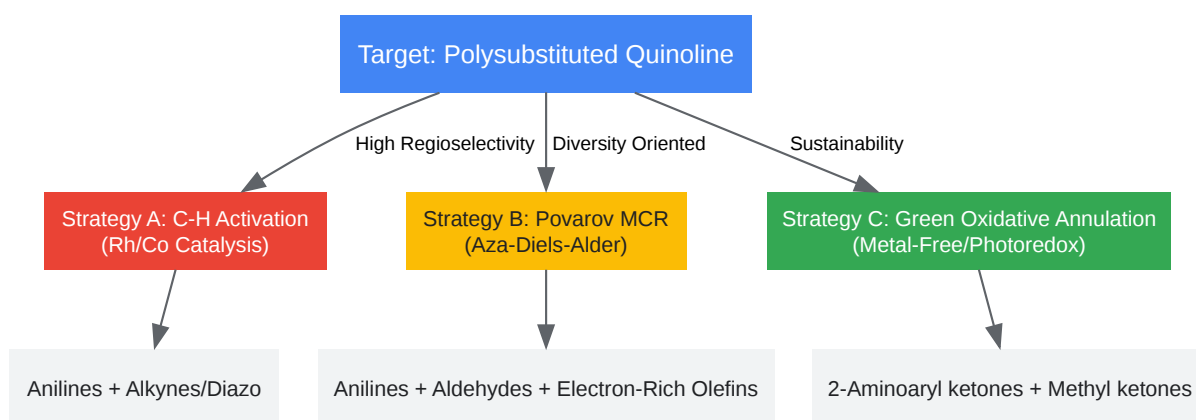 Target: Polysubstituted Quinoline
High Regioselectivity
Diversity Oriented
Sustainability
Strategy A: C-H Activation
(Rh/Co Catalysis)
Strategy B: Povarov MCR
(Aza-Diels-Alder)
Strategy C: Green Oxidative Annulation
(Metal-Free/Photoredox)
Anilines + Alkynes/Diazo
Anilines + Aldehydes + Electron-Rich Olefins
2-Aminoaryl ketones + Methyl ketones